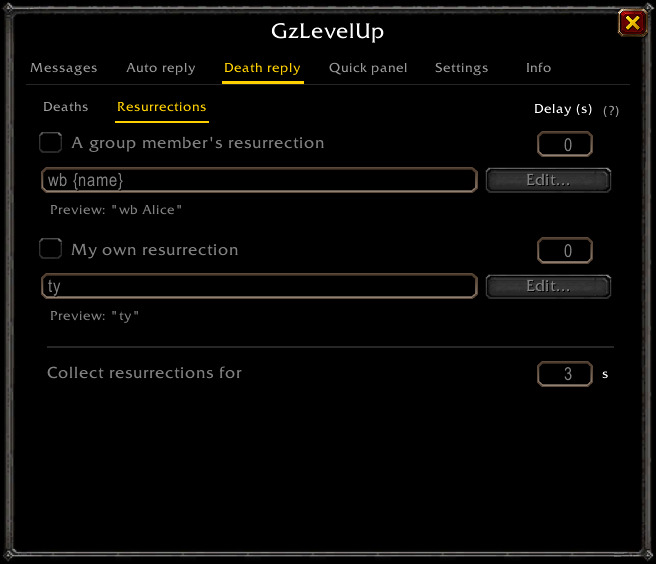 GzLevelUp
Messages Auto reply Death reply Quick panel Settings Info
Deaths Resurrections Delay (s) (?)
A group member's resurrection 0
wb {name} Edit...
Preview: "wb Alice"
My own resurrection 0
ty Edit...
Preview: "ty"
Collect resurrections for 3 s